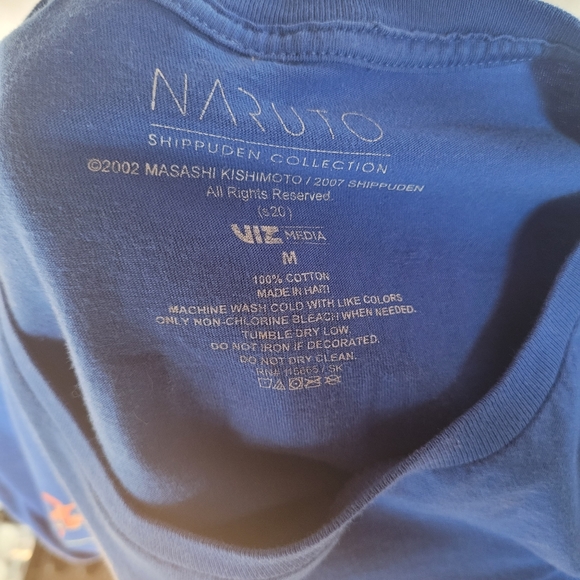 NARUTO
SHIPPUDEN COLLECTION
©2002 MASASHI KISHIMOTO / 2007 SHIPPUDEN
All Rights Reserved.
(s20)
VIZ MEDIA
M
100% COTTON
MADE IN HAITI
MACHINE WASH COLD WITH LIKE COLORS
ONLY NON-CHLORINE BLEACH WHEN NEEDED.
TUMBLE DRY LOW.
DO NOT IRON IF DECORATED.
DO NOT DRY CLEAN.
/ SK